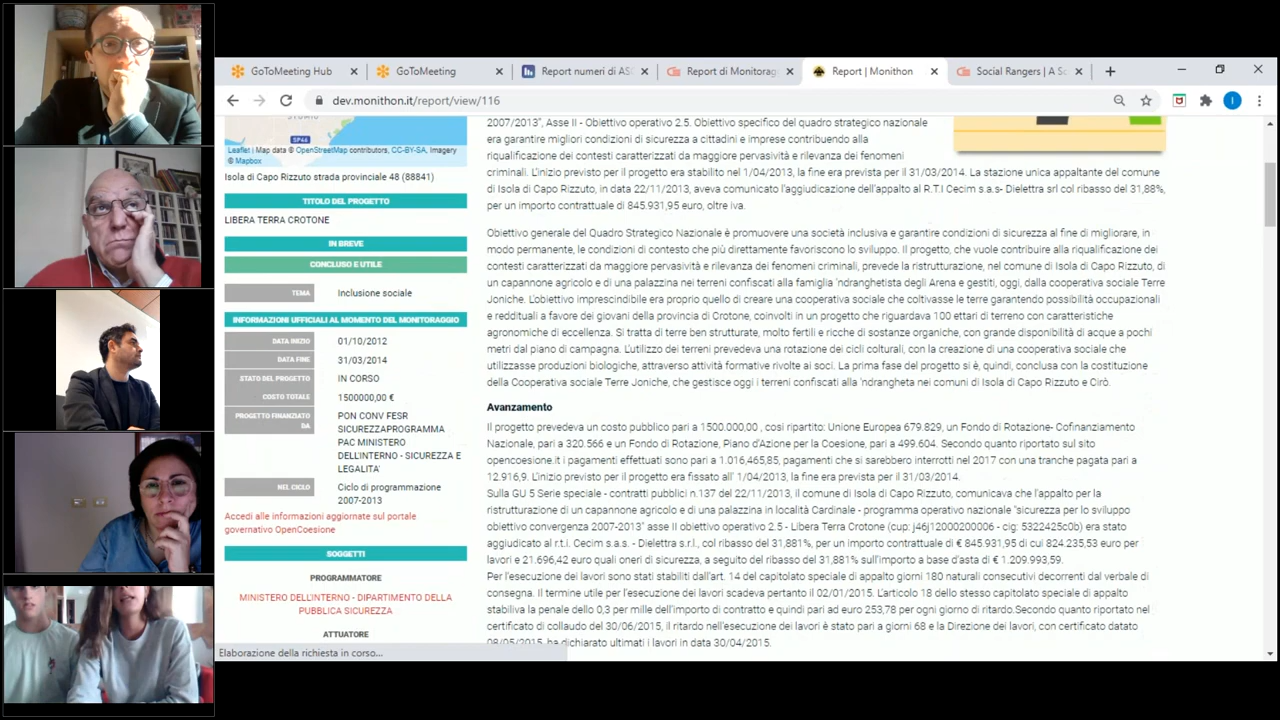 GoToMeeting Hub
GoToMeeting
Report numeri di ASO
Report di Monitorag
Report | Monithon
Social Rangers | A Sc
dev.monithon.it/report/view/116
I
SP46
Leaflet | Map data © OpenStreetMap contributors, CC-BY-SA, Imagery
© Mapbox
Isola di Capo Rizzuto strada provinciale 48 (88841)
TITOLO DEL PROGETTO
LIBERA TERRA CROTONE
IN BREVE
CONCLUSO E UTILE
TEMA Inclusione sociale
INFORMAZIONI UFFICIALI AL MOMENTO DEL MONITORAGGIO
DATA INIZIO 01/10/2012
DATA FINE 31/03/2014
STATO DEL PROGETTO IN CORSO
COSTO TOTALE 1500000,00 €
PROGETTO FINANZIATO DA
PON CONV FESR
SICUREZZAPROGRAMMA
PAC MINISTERO
DELL'INTERNO - SICUREZZA E
LEGALITA'
NEL CICLO Ciclo di programmazione
2007-2013
Accedi alle informazioni aggiornate sul portale
governativo OpenCoesione
SOGGETTI
PROGRAMMATORE
MINISTERO DELL'INTERNO - DIPARTIMENTO DELLA
PUBBLICA SICUREZZA
ATTUATORE
Elaborazione della richiesta in corso...
2007/2013", Asse II - Obiettivo operativo 2.5. Obiettivo specifico del quadro strategico nazionale
era garantire migliori condizioni di sicurezza a cittadini e imprese contribuendo alla
riqualificazione dei contesti caratterizzati da maggiore pervasività e rilevanza dei fenomeni
criminali. L'inizio previsto per il progetto era stabilito nel 1/04/2013, la fine era prevista per il 31/03/2014. La stazione unica appaltante del comune
di Isola di Capo Rizzuto, in data 22/11/2013, aveva comunicato l'aggiudicazione dell'appalto al R.T.I Cecim s.a.s- Dielettra srl col ribasso del 31,88%,
per un importo contrattuale di 845.931,95 euro, oltre iva.
Obiettivo generale del Quadro Strategico Nazionale è promuovere una società inclusiva e garantire condizioni di sicurezza al fine di migliorare, in
modo permanente, le condizioni di contesto che più direttamente favoriscono lo sviluppo. Il progetto, che vuole contribuire alla riqualificazione dei
contesti caratterizzati da maggiore pervasività e rilevanza dei fenomeni criminali, prevede la ristrutturazione, nel comune di Isola di Capo Rizzuto, di
un capannone agricolo e di una palazzina nei terreni confiscati alla famiglia 'ndranghetista degli Arena e gestiti, oggi, dalla cooperativa sociale Terre
Joniche. L'obiettivo imprescindibile era proprio quello di creare una cooperativa sociale che coltivasse le terre garantendo possibilità occupazionali
e reddituali a favore dei giovani della provincia di Crotone, coinvolti in un progetto che riguardava 100 ettari di terreno con caratteristiche
agronomiche di eccellenza. Si tratta di terre ben strutturate, molto fertili e ricche di sostanze organiche, con grande disponibilità di acque a pochi
metri dal piano di campagna. L'utilizzo dei terreni prevedeva una rotazione dei cicli colturali, con la creazione di una cooperativa sociale che
utilizzasse produzioni biologiche, attraverso attività formative rivolte ai soci. La prima fase del progetto si è, quindi, conclusa con la costituzione
della Cooperativa sociale Terre Joniche, che gestisce oggi i terreni confiscati alla 'ndrangheta nei comuni di Isola di Capo Rizzuto e Cirò.
Avanzamento
Il progetto prevedeva un costo pubblico pari a 1500.000,00 , così ripartito: Unione Europea 679.829, un Fondo di Rotazione- Cofinanziamento
Nazionale, pari a 320.566 e un Fondo di Rotazione, Piano d'Azione per la Coesione, pari a 499.604. Secondo quanto riportato sul sito
opencoesione.it i pagamenti effettuati sono pari a 1.016,465,85, pagamenti che si sarebbero interrotti nel 2017 con una tranche pagata pari a
12.916,9. L'inizio previsto per il progetto era fissato all' 1/04/2013, la fine era prevista per il 31/03/2014.
Sulla GU 5 Serie speciale - contratti pubblici n.137 del 22/11/2013, il comune di Isola di Capo Rizzuto, comunicava che l'appalto per la
ristrutturazione di un capannone agricolo e di una palazzina in località Cardinale - programma operativo nazionale "sicurezza per lo sviluppo
obiettivo convergenza 2007-2013" asse II obiettivo operativo 2.5 - Libera Terra Crotone (cup: j46j12000200006 - cig: 5322425c0b) era stato
aggiudicato al r.t.i. Cecim s.a.s. - Dielettra s.r.l., col ribasso del 31,881%, per un importo contrattuale di € 845.931,95 di cui 824.235,53 euro per
lavori e 21.696,42 euro quali oneri di sicurezza, a seguito del ribasso del 31,881% sull'importo a base d'asta di € 1.209.993,59.
Per l'esecuzione dei lavori sono stati stabiliti dall'art. 14 del capitolato speciale di appalto giorni 180 naturali consecutivi decorrenti dal verbale di
consegna. Il termine utile per l'esecuzione dei lavori scadeva pertanto il 02/01/2015. L'articolo 18 dello stesso capitolato speciale di appalto
stabiliva la penale dello 0,3 per mille dell'importo di contratto e quindi pari ad euro 253,78 per ogni giorno di ritardo.Secondo quanto riportato nel
certificato di collaudo del 30/06/2015, il ritardo nell'esecuzione dei lavori è stato pari a giorni 68 e la Direzione dei lavori, con certificato datato
08/05/2015, ha dichiarato ultimati i lavori in data 30/04/2015.